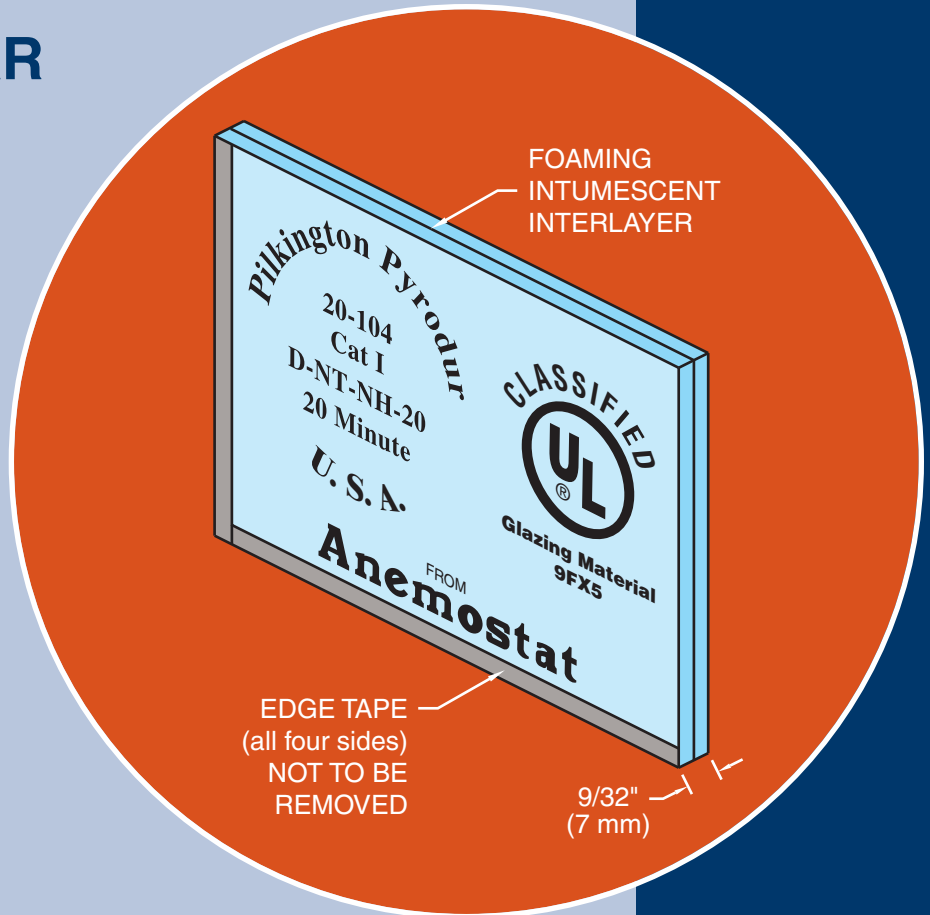 R
FOAMING
INTUMESCENT
INTERLAYER
Pilkington Pyrodur
20-104
Cat I
D-NT-NH-20
20 Minute
U. S. A.
CLASSIFIED
UL
®
Glazing Material
9FX5
FROM
Anemostat
EDGE TAPE
(all four sides)
NOT TO BE
REMOVED
9/32"
(7 mm)